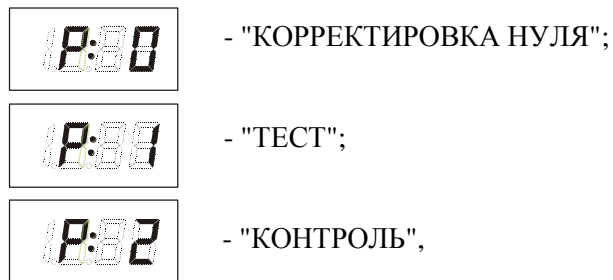 P: 0 - "КОРРЕКТИРОВКА НУЛЯ";
P: 1 - "ТЕСТ";
P: 2 - "КОНТРОЛЬ",